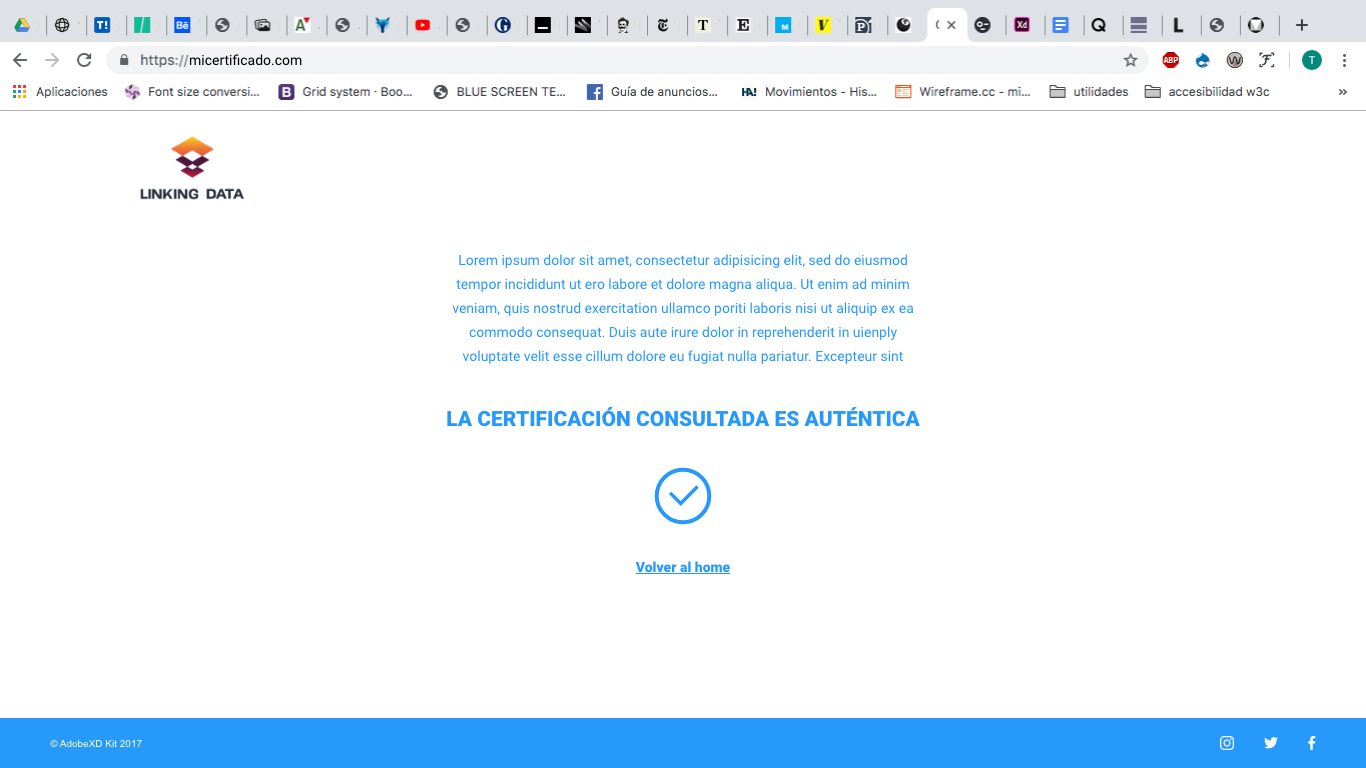 https://micertificado.com
ABP
T
Aplicaciones
Font size conversi...
B Grid system · Boo...
BLUE SCREEN TE...
Guía de anuncios...
HA! Movimientos - His...
Wireframe.cc - mi...
utilidades
accesibilidad w3c
»
LINKING DATA
Lorem ipsum dolor sit amet, consectetur adipisicing elit, sed do eiusmod
tempor incididunt ut ero labore et dolore magna aliqua. Ut enim ad minim
veniam, quis nostrud exercitation ullamco poriti laboris nisi ut aliquip ex ea
commodo consequat. Duis aute irure dolor in reprehenderit in uienply
voluptate velit esse cillum dolore eu fugiat nulla pariatur. Excepteur sint
LA CERTIFICACIÓN CONSULTADA ES AUTÉNTICA
Volver al home
© AdobeXD Kit 2017